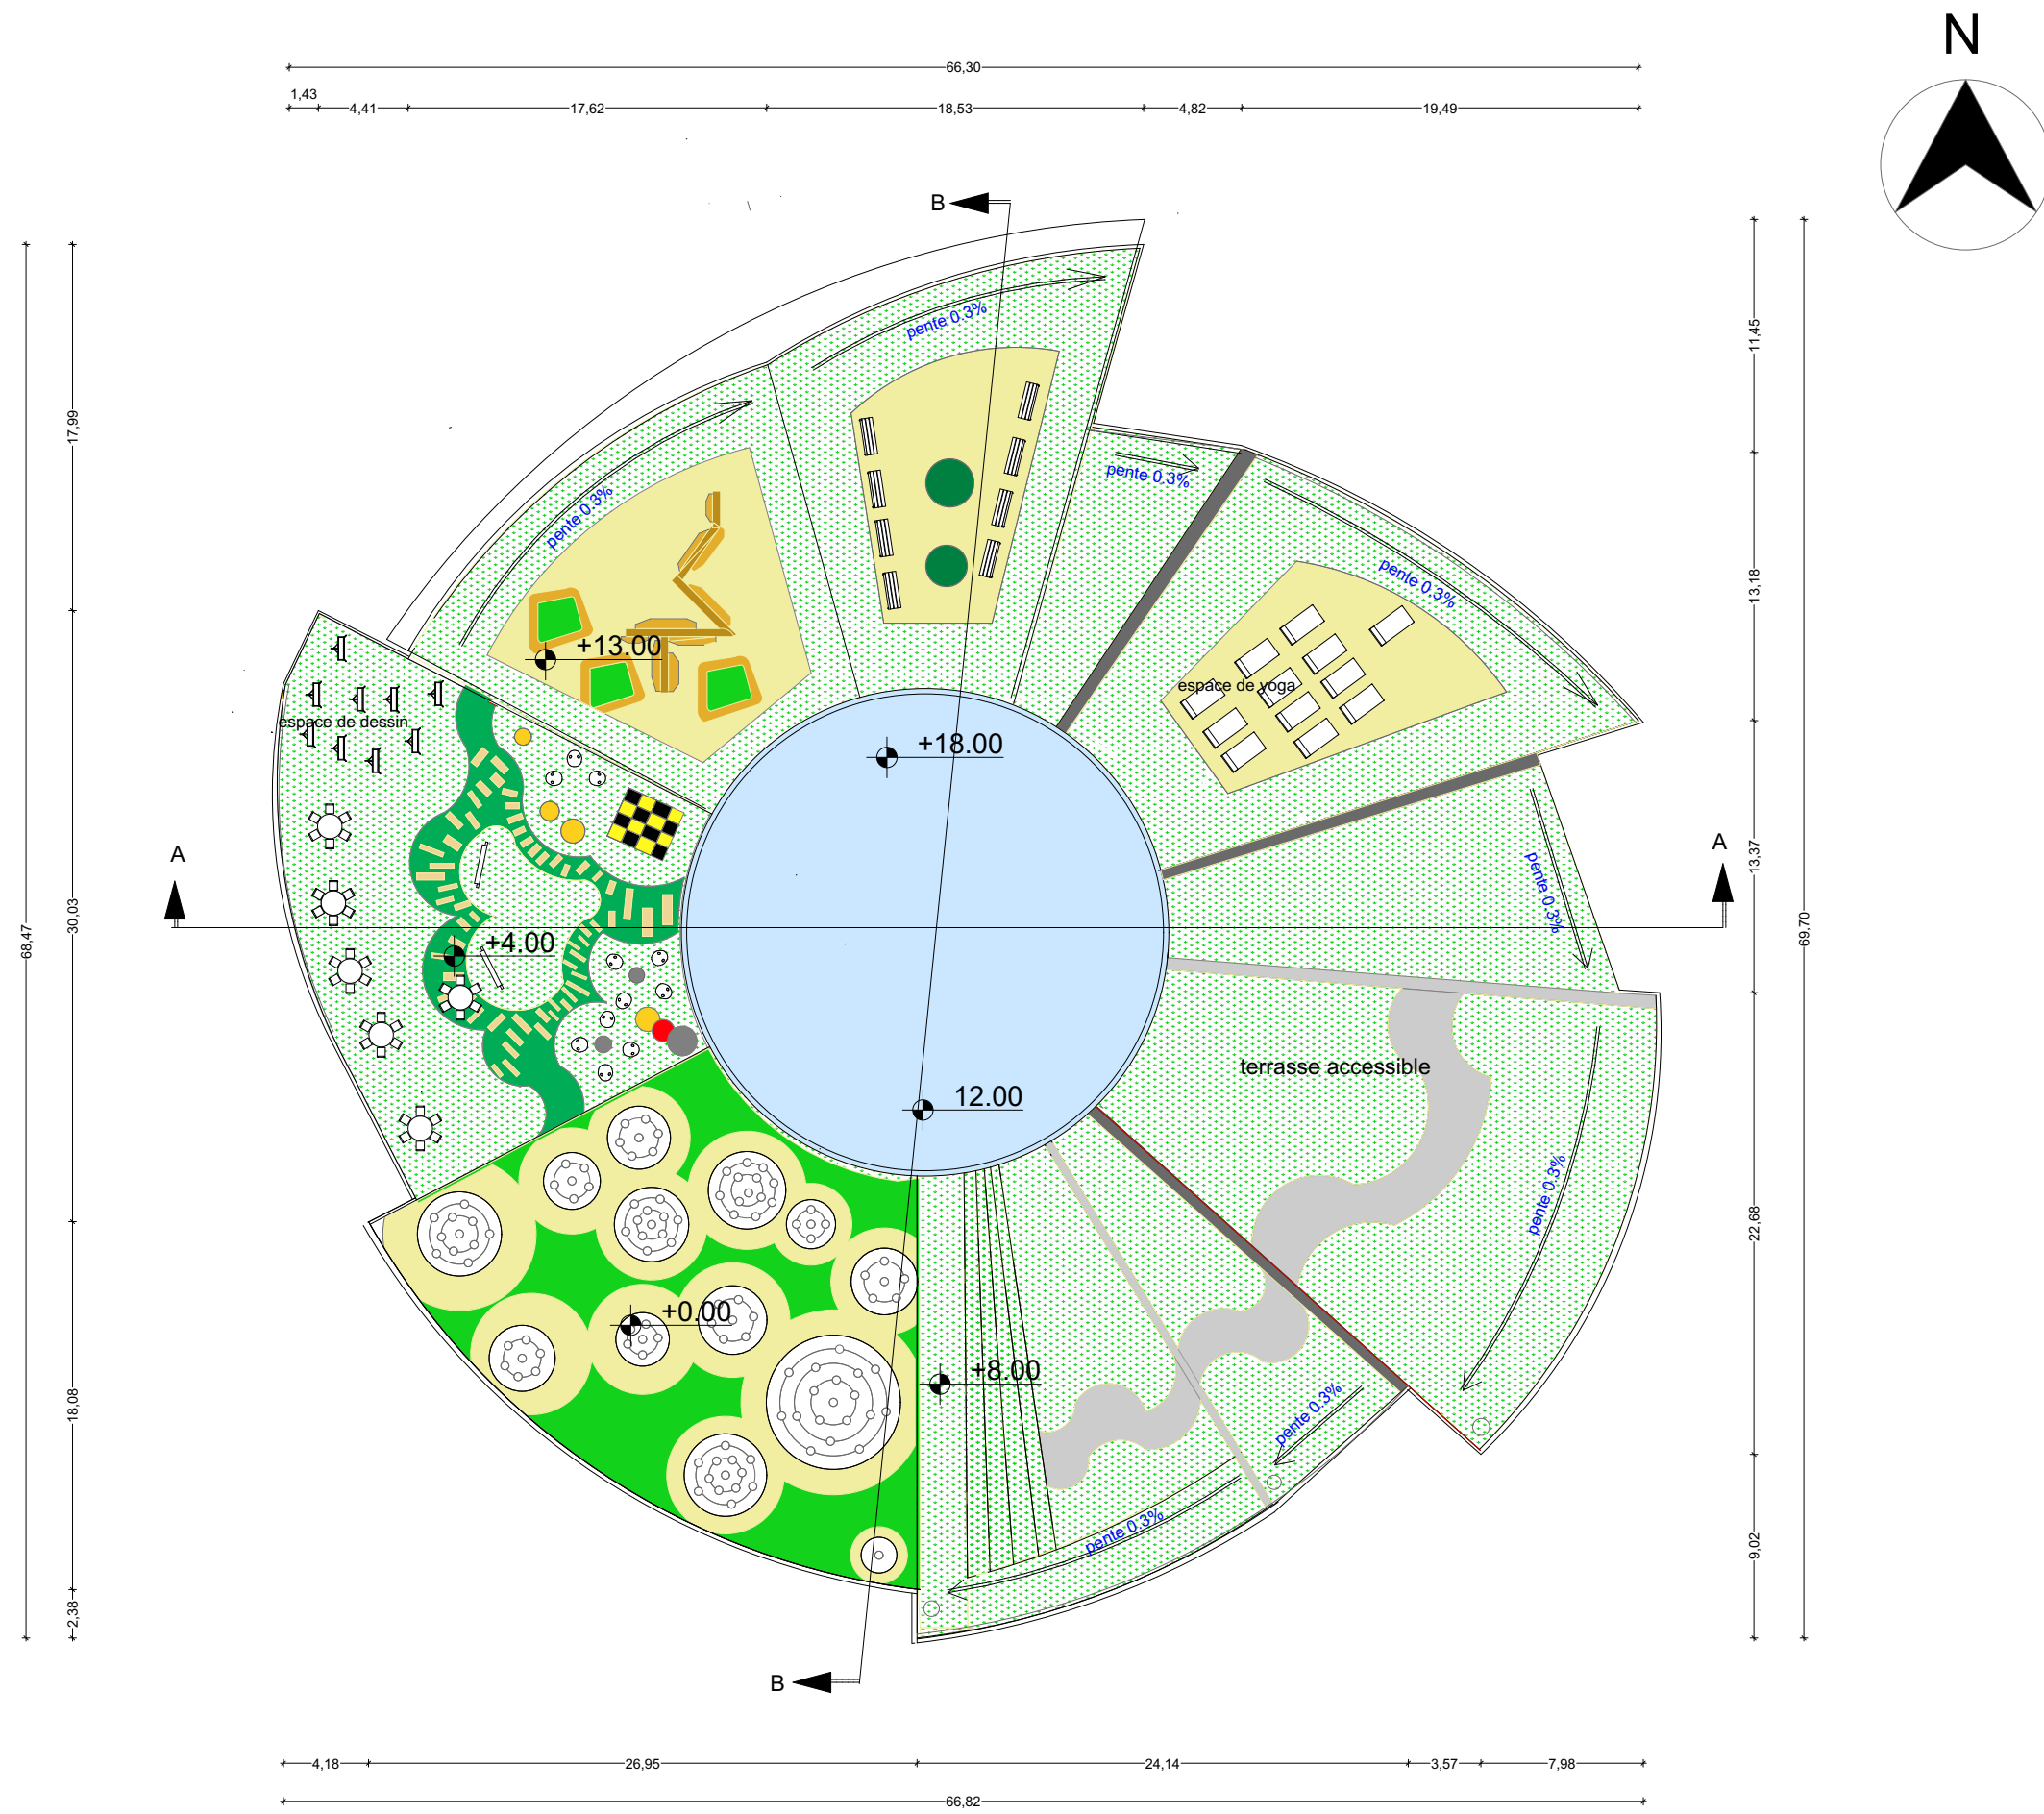 N
66,30
1,43
4,41
17,62
18,53
4,82
19,49
B
pente 0.3%
pente 0.3%
pente 0.3%
pente 0.3%
+13.00
espace de yoga
espace de dessin
+18.00
A
A
pente 0.3%
+4.00
terrasse accessible
12.00
pente 0.3%
+0.00
+8.00
pente 0.3%
pente 0.3%
B
68,47
17,99
30,03
18,08
2,38
11,45
13,18
13,37
22,68
9,02
69,70
4,18
26,95
24,14
3,57
7,98
66,82